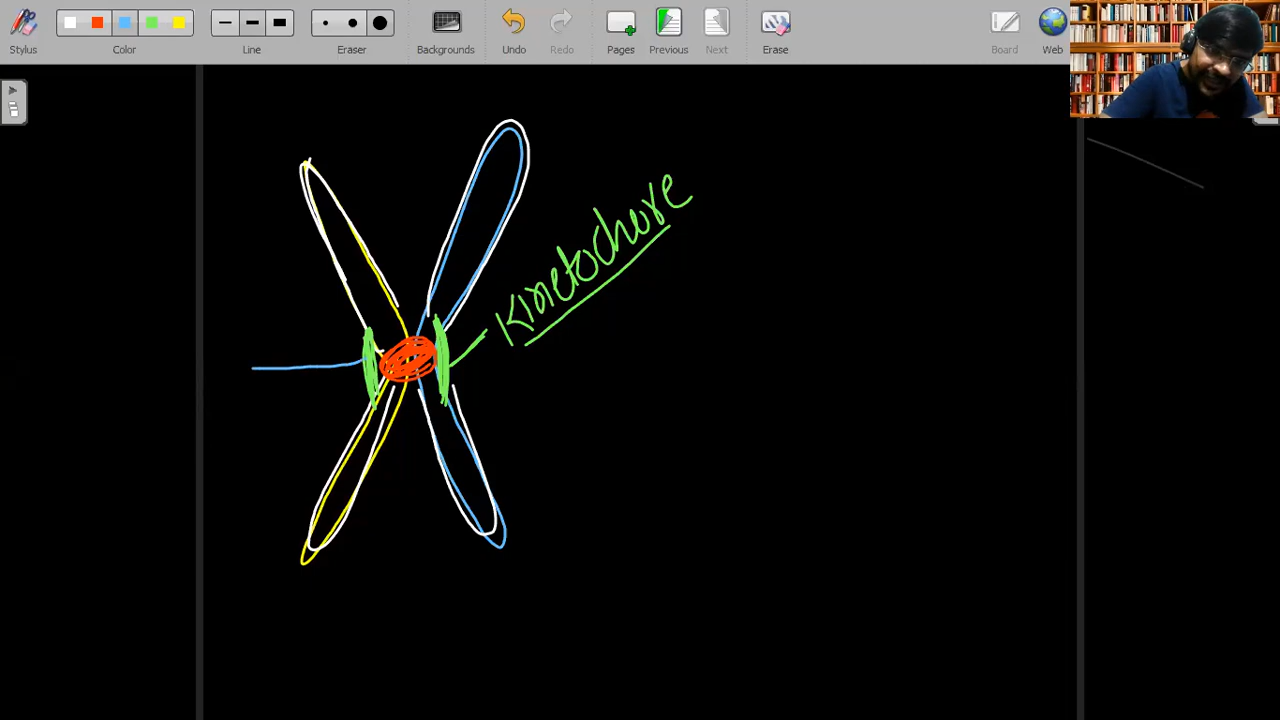 Stylus
Color
Line
Eraser
Backgrounds
Undo
Redo
Pages
Previous
Next
Erase
Board
Web
Kinetochore